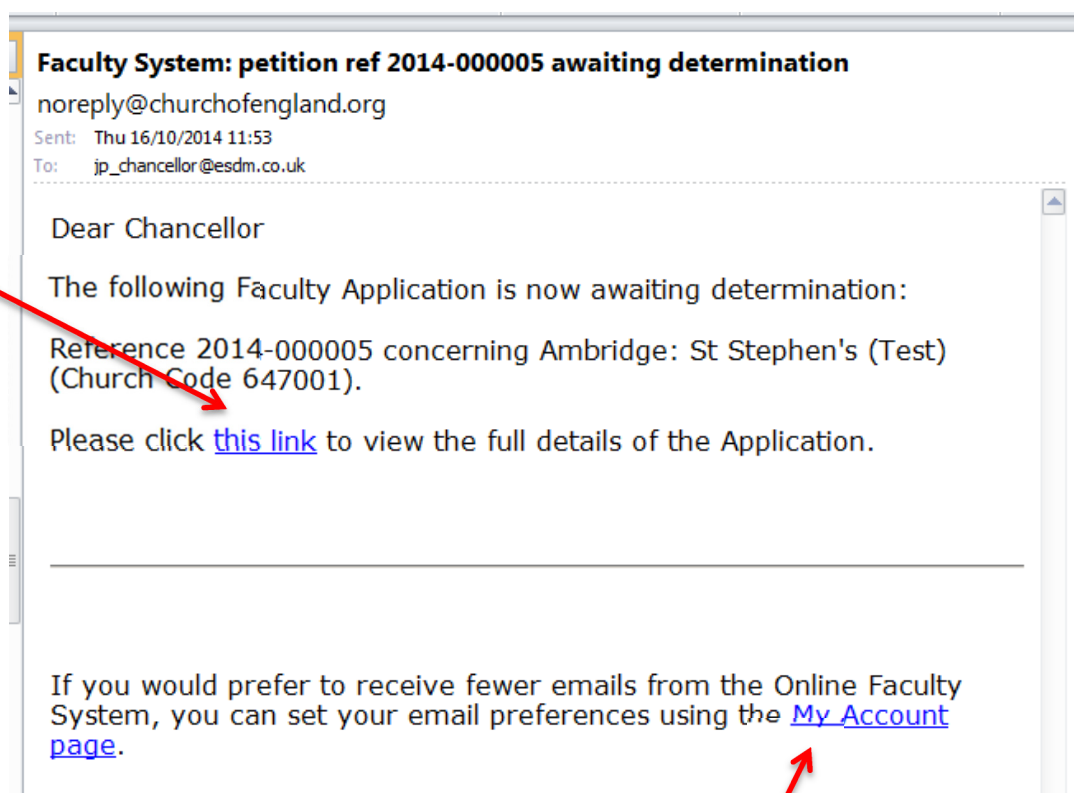 Faculty System: petition ref 2014-000005 awaiting determination
noreply@churchofengland.org
Sent: Thu 16/10/2014 11:53
To: jp_chancellor@esdm.co.uk
Dear Chancellor
The following Faculty Application is now awaiting determination:
Reference 2014-000005 concerning Ambridge: St Stephen's (Test)
(Church Code 647001).
Please click this link to view the full details of the Application.
If you would prefer to receive fewer emails from the Online Faculty
System, you can set your email preferences using the My Account
page.